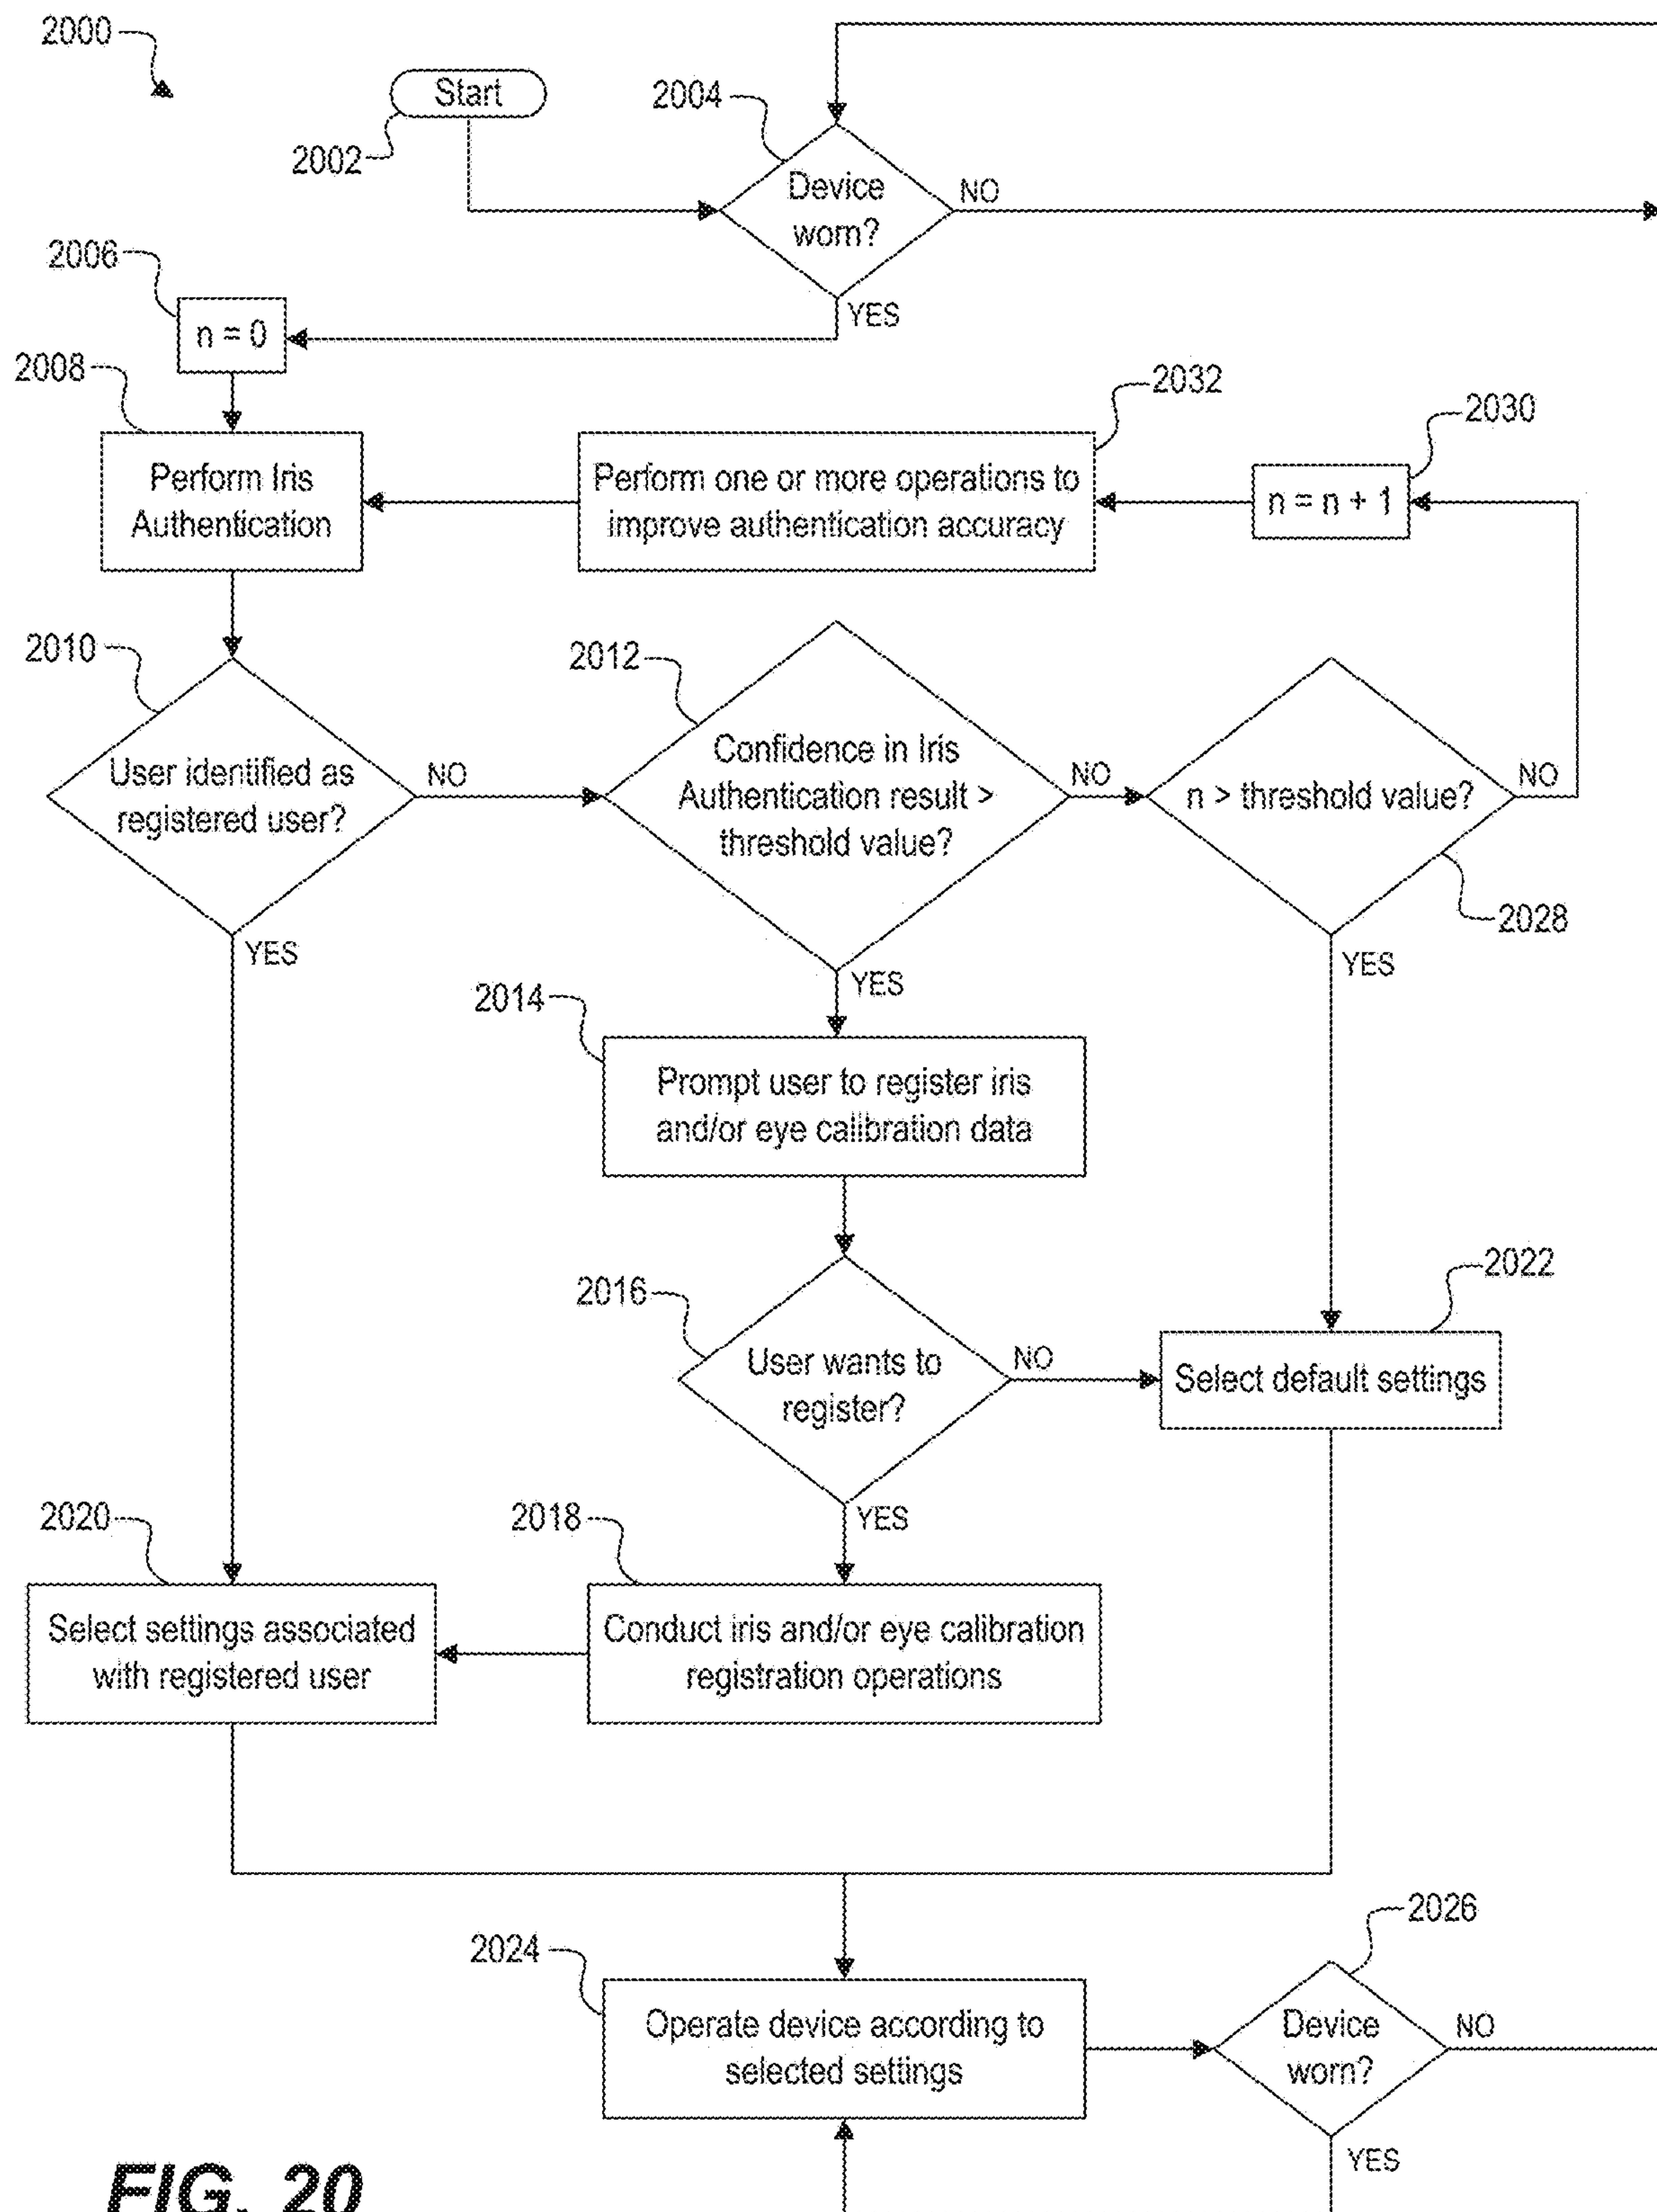 2000
Start
2002
2004
Device
worn?
NO
YES
2006
n = 0
2008
Perform Iris
Authentication
2032
Perform one or more operations to
improve authentication accuracy
2030
n = n + 1
2010
User identified as
registered user?
NO
YES
2012
Confidence in Iris
Authentication result >
threshold value?
NO
YES
n > threshold value?
NO
2028
YES
2014
Prompt user to register iris
and/or eye calibration data
2016
User wants to
register?
NO
YES
2022
Select default settings
2020
Select settings associated
with registered user
2018
Conduct iris and/or eye calibration
registration operations
2024
Operate device according to
selected settings
2026
Device
worn?
NO
YES
FIG. 20